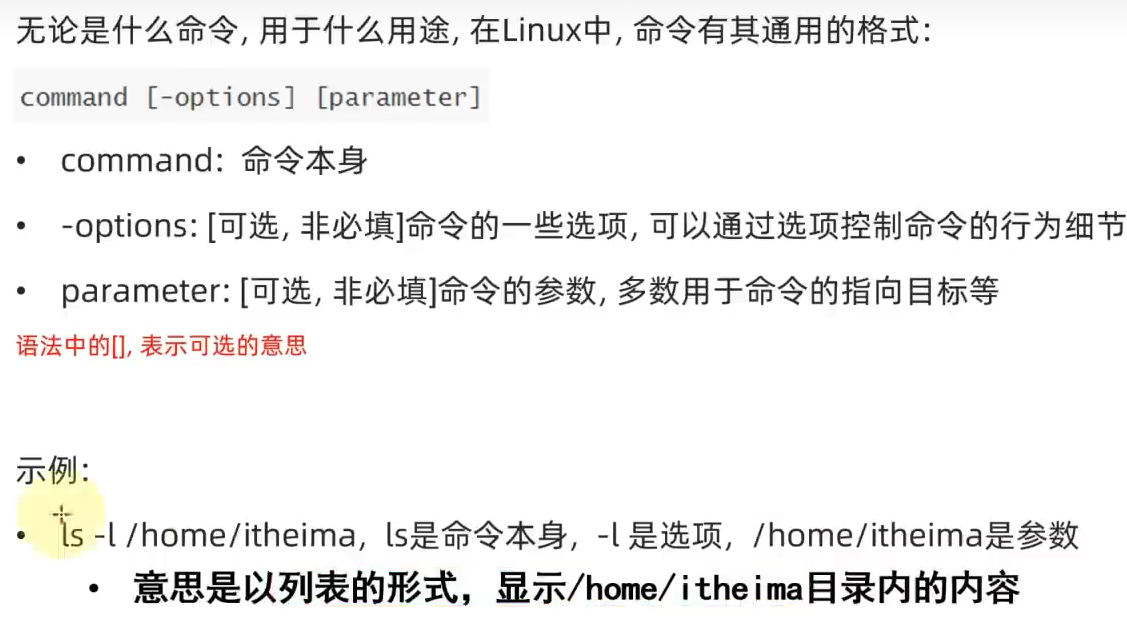 无论是什么命令, 用于什么用途, 在Linux中, 命令有其通用的格式:
command [-options] [parameter]
• command: 命令本身
• -options: [可选, 非必填]命令的一些选项, 可以通过选项控制命令的行为细节
• parameter: [可选, 非必填]命令的参数, 多数用于命令的指向目标等
语法中的[], 表示可选的意思
示例:
• ls -l /home/itheima, ls是命令本身, -l 是选项, /home/itheima是参数
• 意思是以列表的形式，显示/home/itheima目录内的内容